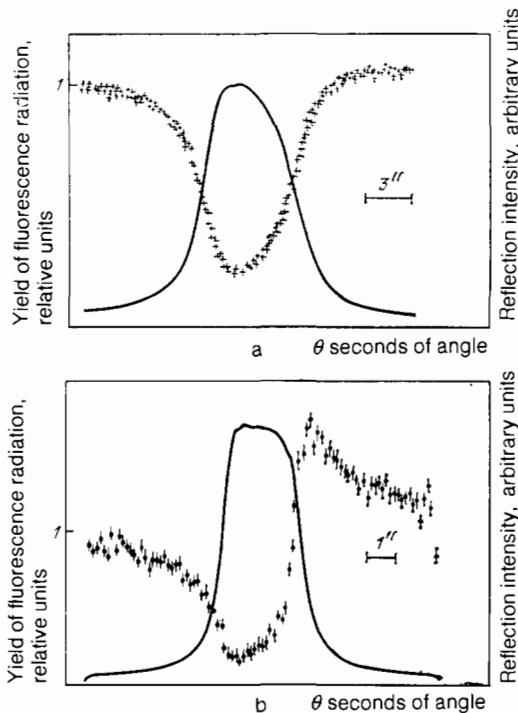 Yield of fluorescence radiation,
relative units
1
3″
Reflection intensity, arbitrary units
a
θ seconds of angle
Yield of fluorescence radiation,
relative units
1
1″
Reflection intensity, arbitrary units
b
θ seconds of angle